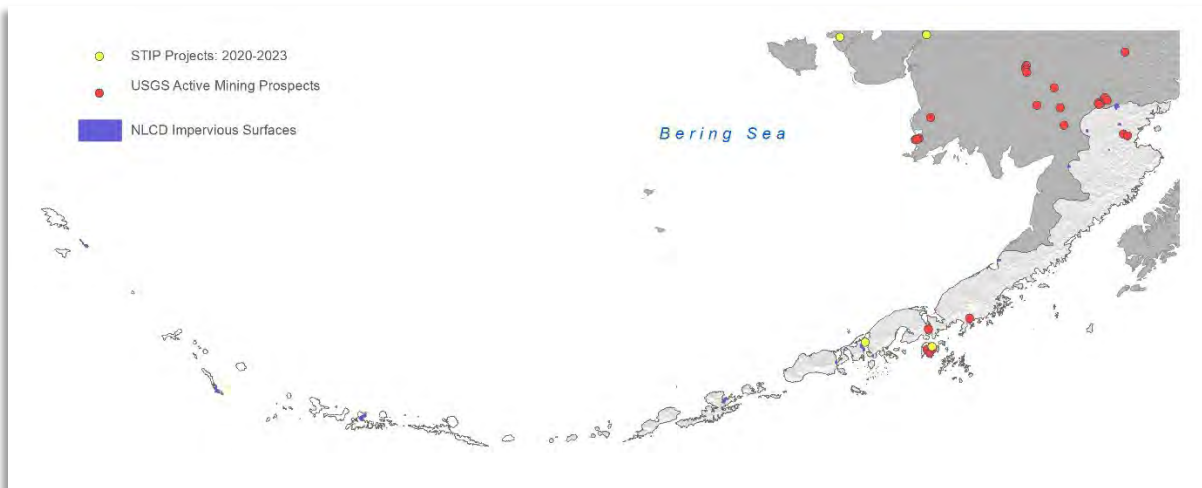 STIP Projects: 2020-2023
USGS Active Mining Prospects
NLCD Impervious Surfaces
Bering Sea